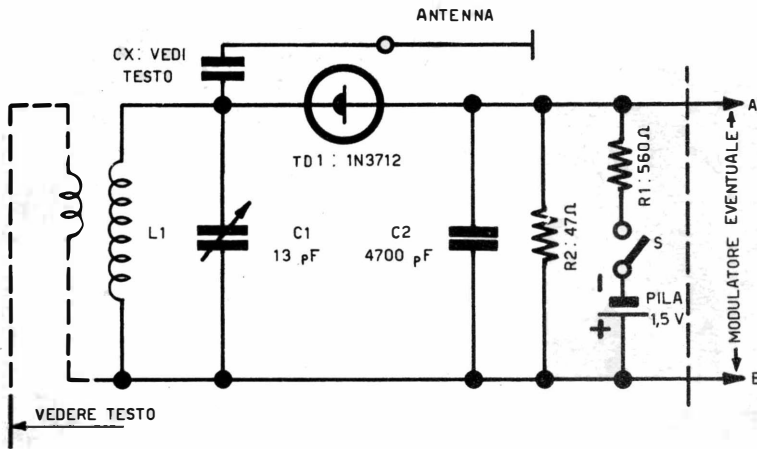 ANTENNA
CX: VEDI
TESTO
TD1: 1N3712
L1
C1
13 pF
C2
4700 pF
R2:47Ω
R1:560Ω
S
PILA
1,5 V
-
+
A
MODULATORE EVENTUALE
B
VEDERE TESTO